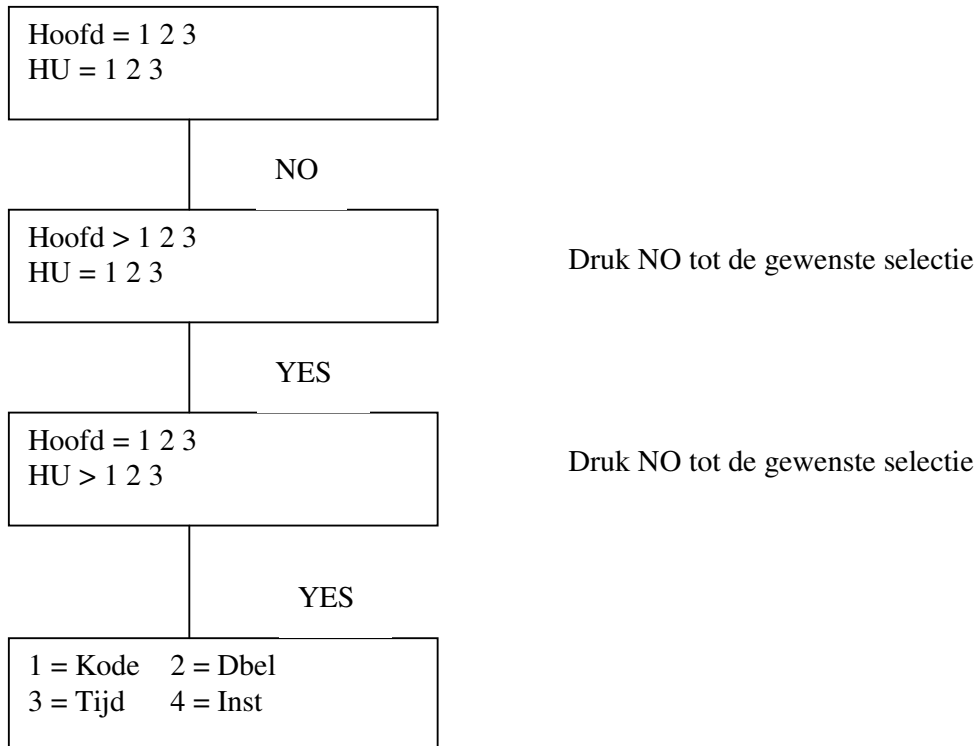 Hoofd = 1 2 3
HU = 1 2 3
NO
Hoofd > 1 2 3
HU = 1 2 3
Druk NO tot de gewenste selectie
YES
Hoofd = 1 2 3
HU > 1 2 3
Druk NO tot de gewenste selectie
YES
1 = Kode 2 = Dbel
3 = Tijd 4 = Inst